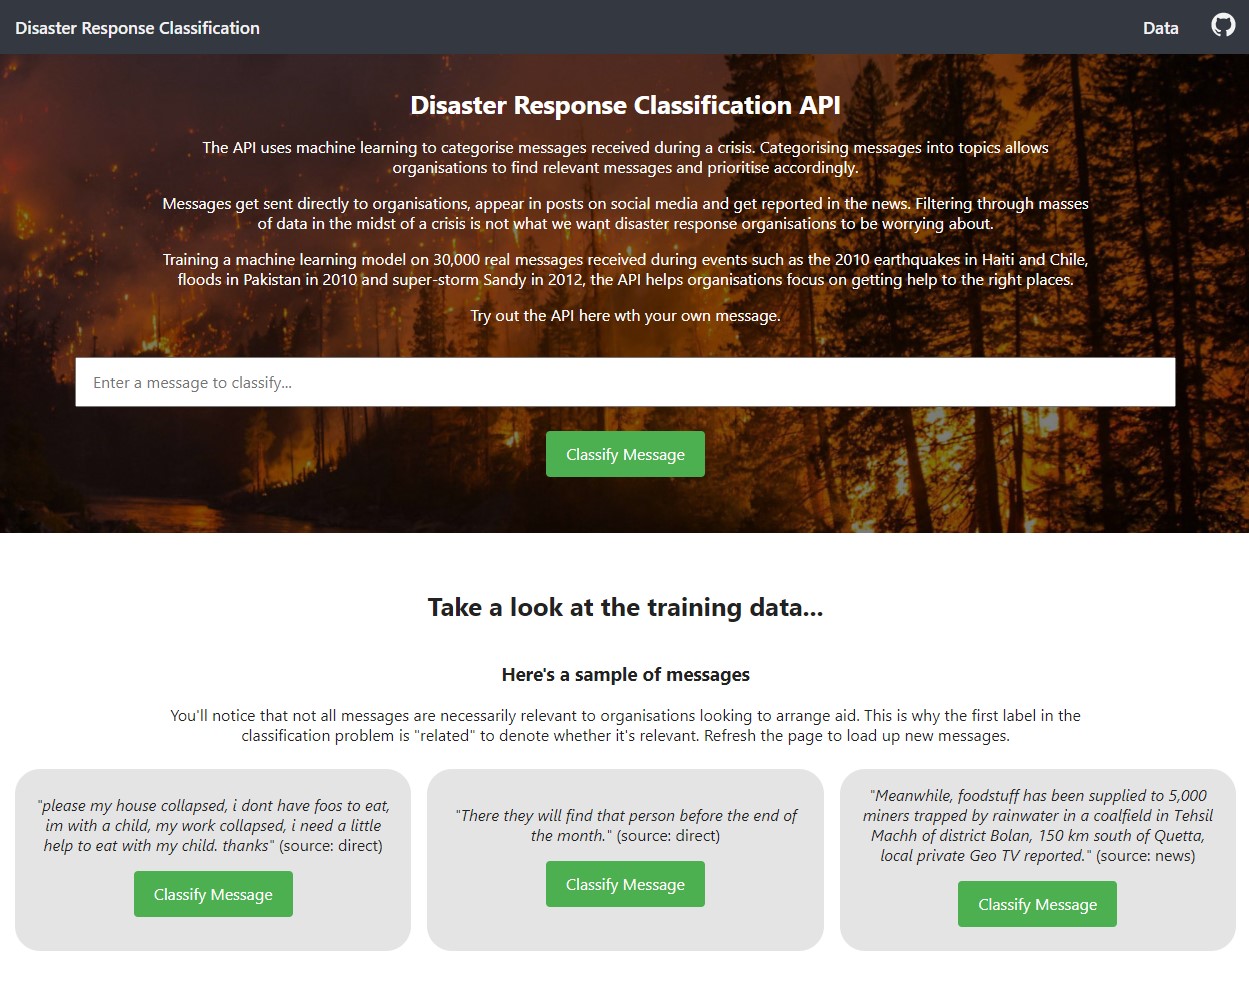 Disaster Response Classification
Data
Disaster Response Classification API
The API uses machine learning to categorise messages received during a crisis. Categorising messages into topics allows
organisations to find relevant messages and prioritise accordingly.
Messages get sent directly to organisations, appear in posts on social media and get reported in the news. Filtering through masses
of data in the midst of a crisis is not what we want disaster response organisations to be worrying about.
Training a machine learning model on 30,000 real messages received during events such as the 2010 earthquakes in Haiti and Chile,
floods in Pakistan in 2010 and super-storm Sandy in 2012, the API helps organisations focus on getting help to the right places.
Try out the API here wth your own message.
Enter a message to classify...
Classify Message
Take a look at the training data...
Here's a sample of messages
You'll notice that not all messages are necessarily relevant to organisations looking to arrange aid. This is why the first label in the
classification problem is "related" to denote whether it's relevant. Refresh the page to load up new messages.
"please my house collapsed, i dont have foos to eat,
im with a child, my work collapsed, i need a little
help to eat with my child. thanks" (source: direct)
Classify Message
"There they will find that person before the end of
the month." (source: direct)
Classify Message
"Meanwhile, foodstuff has been supplied to 5,000
miners trapped by rainwater in a coalfield in Tehsil
Machh of district Bolan, 150 km south of Quetta,
local private Geo TV reported." (source: news)
Classify Message